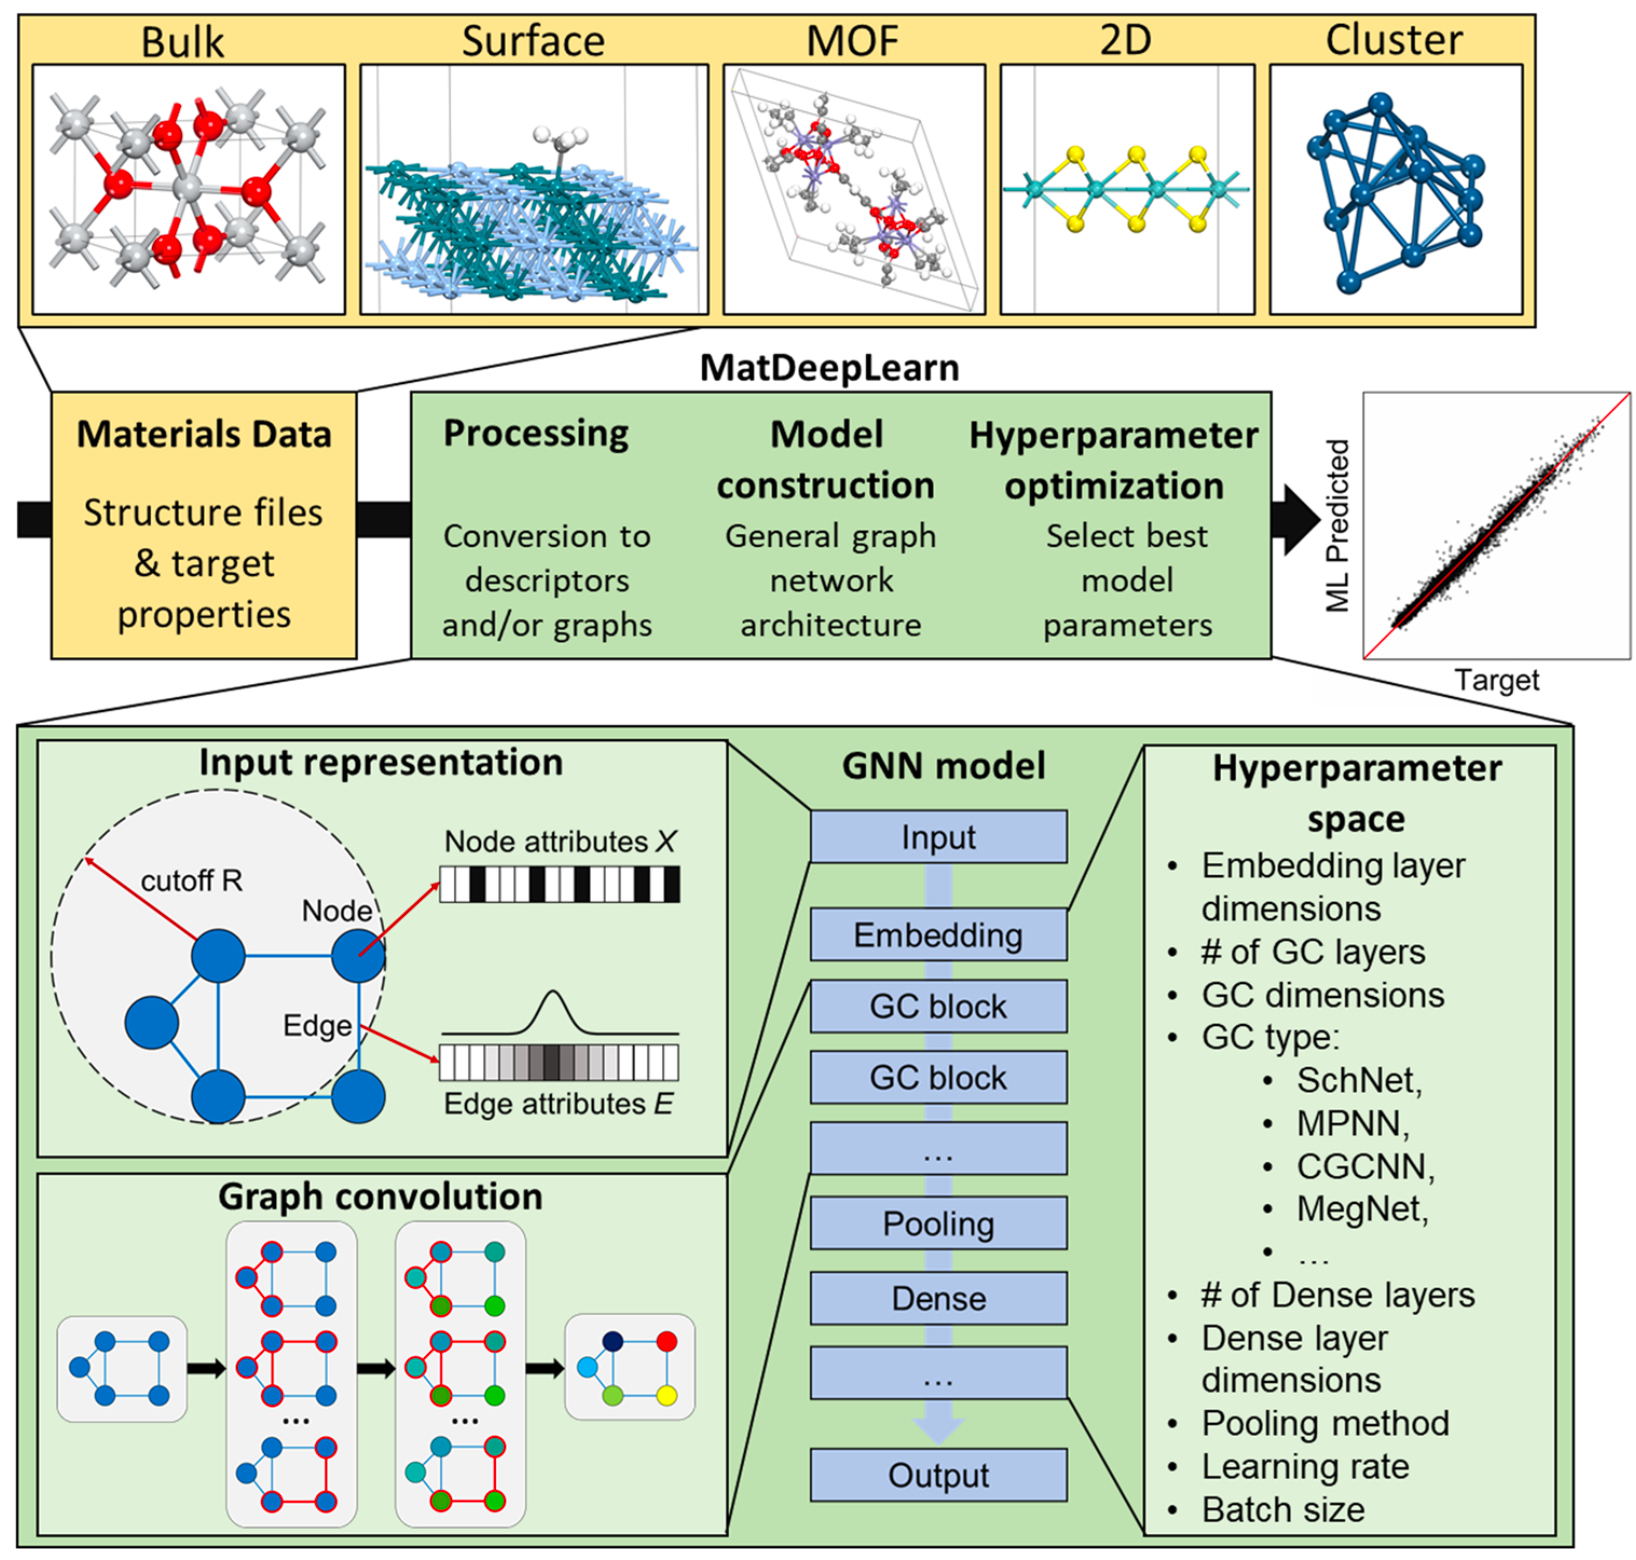 Bulk
Surface
MOF
2D
Cluster
MatDeepLearn
Materials Data
Structure files
& target
properties
Processing
Conversion to
descriptors
and/or graphs
Model
construction
General graph
network
architecture
Hyperparameter
optimization
Select best
model
parameters
ML Predicted
Target
Input representation
cutoff R
Node
Edge
Node attributes X
Edge attributes E
Graph convolution
...
...
GNN model
Input
Embedding
GC block
GC block
...
Pooling
Dense
...
Output
Hyperparameter
space
• Embedding layer
dimensions
• # of GC layers
• GC dimensions
• GC type:
• SchNet,
• MPNN,
• CGCNN,
• MegNet,
• ...
• # of Dense layers
• Dense layer
dimensions
• Pooling method
• Learning rate
• Batch size